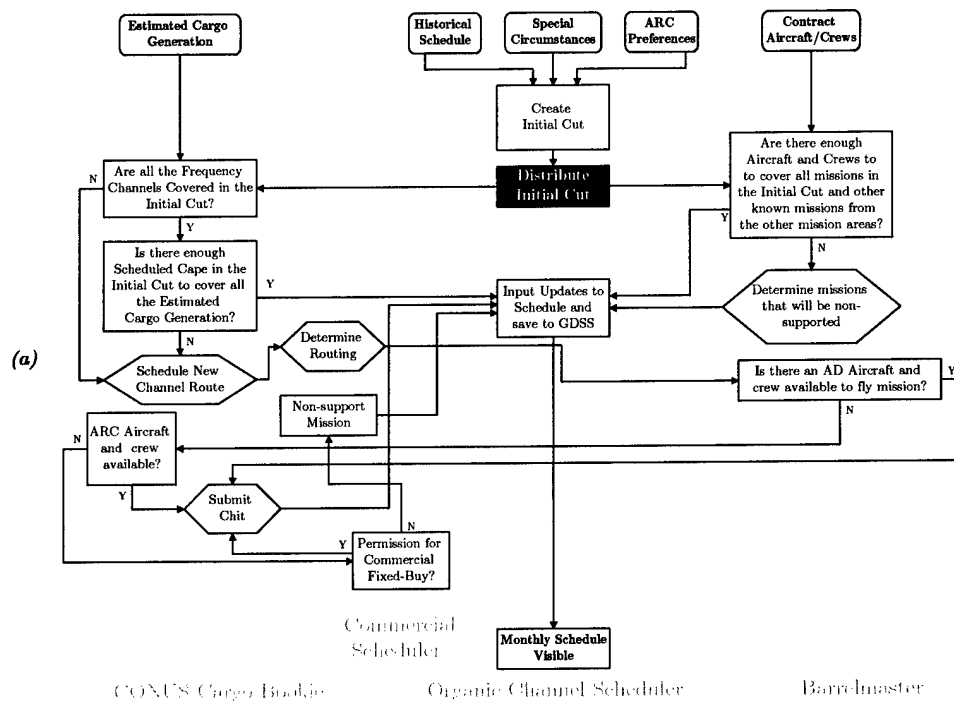 Estimated Cargo
Generation
Historical
Schedule
Special
Circumstances
ARC
Preferences
Contract
Aircraft/Crews
Create
Initial Cut
Are all the Frequency
Channels Covered in the
Initial Cut?
N
Y
Distribute
Initial Cut
Are there enough
Aircraft and Crews to
to cover all missions in
the Initial Cut and other
known missions from
the other mission areas?
Y
N
Is there enough
Scheduled Cape in the
Initial Cut to cover all
the Estimated
Cargo Generation?
Y
N
Input Updates to
Schedule and
save to GDSS
Determine missions
that will be non-
supported
(a)
Schedule New
Channel Route
Determine
Routing
Is there an AD Aircraft and
crew available to fly mission?
Y
N
Non-support
Mission
N
ARC Aircraft
and crew
available?
Y
Submit
Chit
N
Y
Permission for
Commercial
Fixed-Buy?
Commercial
Scheduler
Monthly Schedule
Visible
CONUS Cargo Bookie
Organic Channel Scheduler
Barrelmaster